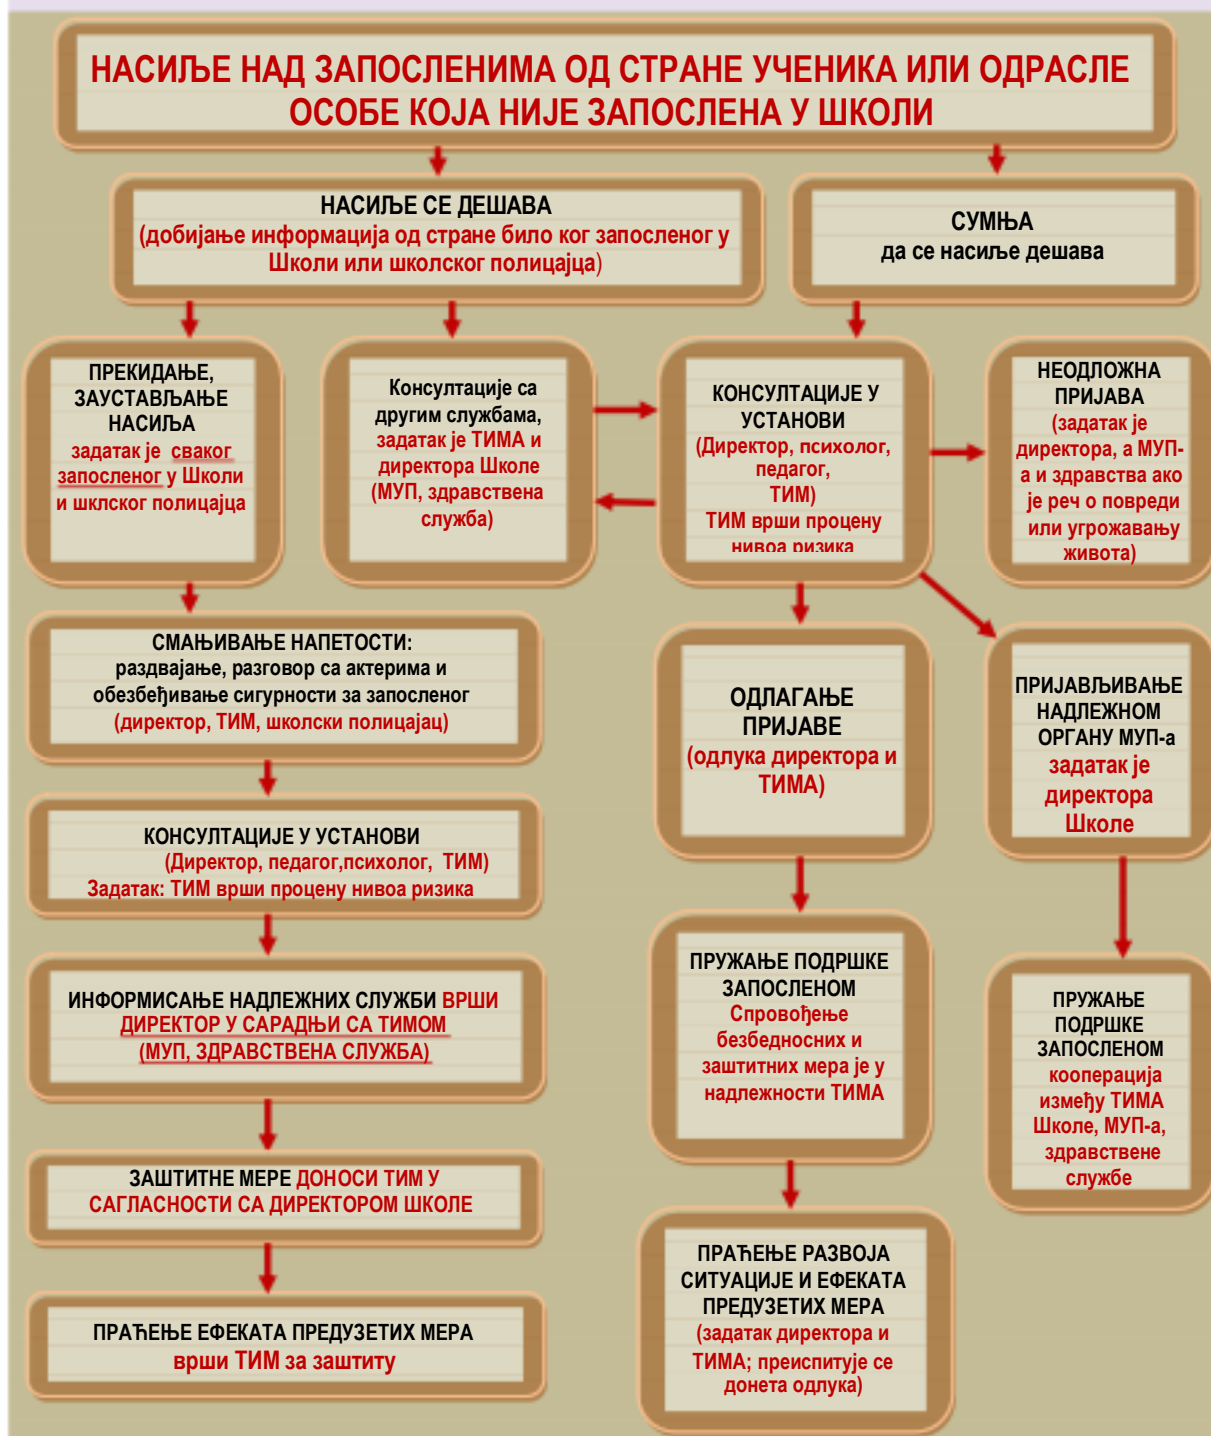 НАСИЉЕ НАД ЗАПОСЛЕНИМА ОД СТРАНЕ УЧЕНИКА ИЛИ ОДРАСЛЕ
ОСОБЕ КОЈА НИЈЕ ЗАПОСЛЕНА У ШКОЛИ
НАСИЉЕ СЕ ДЕШАВА
(добијање информација од стране било ког запосленог у
Школи или школског полицајца)
СУМЊА
да се насиље дешава
ПРЕКИДАЊЕ,
ЗАУСТАВЉАЊЕ
НАСИЉА
задатак је сваког
запосленог у Школи
и шклског полицајца
Консултације са
другим службама,
задатак је ТИМА и
директора Школе
(МУП, здравствена
служба)
КОНСУЛТАЦИЈЕ У
УСТАНОВИ
(Директор, психолог,
педагог,
ТИМ)
ТИМ врши процену
нивоа ризика
НЕОДЛОЖНА
ПРИЈАВА
(задатак је
директора, а МУП-
а и здравства ако
је реч о повреди
или угрожавању
живота)
СМАЊИВАЊЕ НАПЕТОСТИ:
раздвајање, разговор са актерима и
обезбеђивање сигурности за запосленог
(директор, ТИМ, школски полицајац)
ОДЛАГАЊЕ
ПРИЈАВЕ
(одлука директора и
ТИМА)
ПРИЈАВЉИВАЊЕ
НАДЛЕЖНОМ
ОРГАНУ МУП-а
задатак је
директора
Школе
КОНСУЛТАЦИЈЕ У УСТАНОВИ
(Директор, педагог,психолог, ТИМ)
Задатак: ТИМ врши процену нивоа ризика
ИНФОРМИСАЊЕ НАДЛЕЖНИХ СЛУЖБИ ВРШИ
ДИРЕКТОР У САРАДЊИ СА ТИМОМ
(МУП, ЗДРАВСТВЕНА СЛУЖБА)
ПРУЖАЊЕ ПОДРШКЕ
ЗАПОСЛЕНОМ
Спровођење
безбедносних и
заштитних мера је у
надлежности ТИМА
ПРУЖАЊЕ
ПОДРШКЕ
ЗАПОСЛЕНОМ
кооперација
између ТИМА
Школе, МУП-а,
здравствене
службе
ЗАШТИТНЕ МЕРЕ ДОНОСИ ТИМ У
САГЛАСНОСТИ СА ДИРЕКТОРОМ ШКОЛЕ
ПРАЋЕЊЕ РАЗВОЈА
СИТУАЦИЈЕ И ЕФЕКАТА
ПРЕДУЗЕТИХ МЕРА
(задатак директора и
ТИМА; преиспитује се
донета одлука)
ПРАЋЕЊЕ ЕФЕКАТА ПРЕДУЗЕТИХ МЕРА
врши ТИМ за заштиту